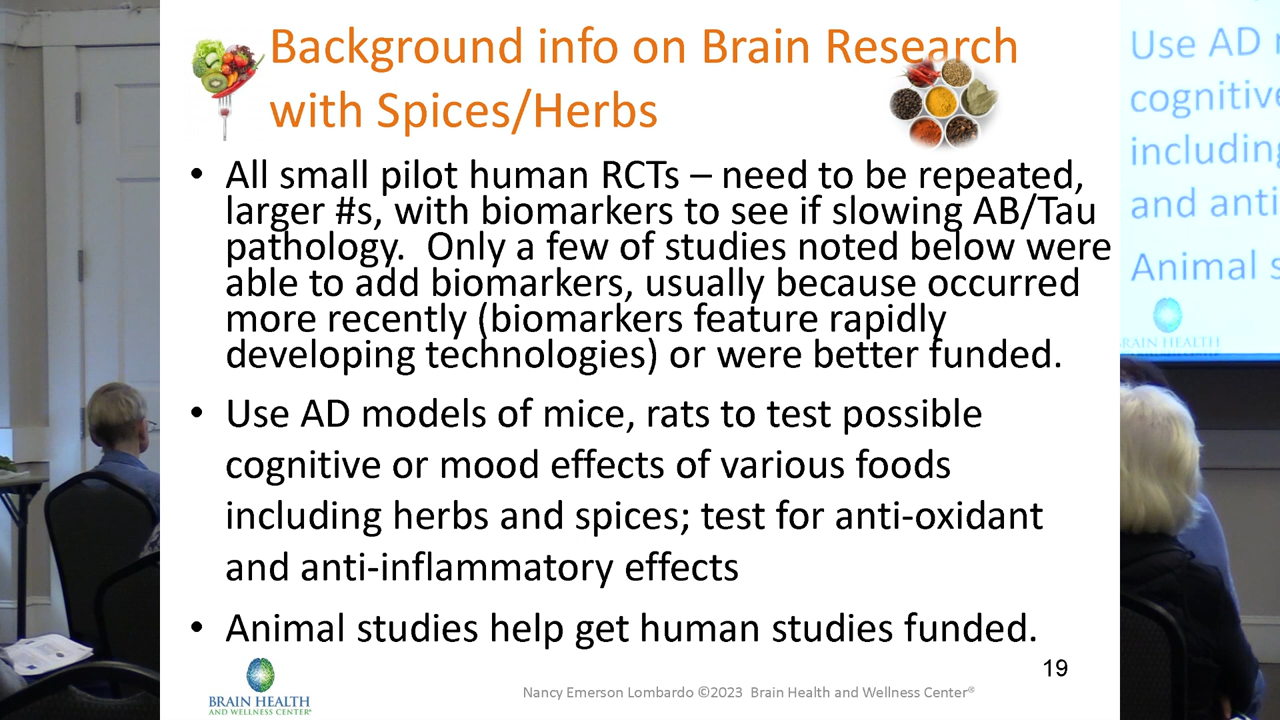 Background info on Brain Research
with Spices/Herbs
• All small pilot human RCTs – need to be repeated,
larger #s, with biomarkers to see if slowing AB/Tau
pathology.  Only a few of studies noted below were
able to add biomarkers, usually because occurred
more recently (biomarkers feature rapidly
developing technologies) or were better funded.
• Use AD models of mice, rats to test possible
cognitive or mood effects of various foods
including herbs and spices; test for anti-oxidant
and anti-inflammatory effects
• Animal studies help get human studies funded.
19
BRAIN HEALTH
AND WELLNESS CENTER®
Nancy Emerson Lombardo ©2023  Brain Health and Wellness Center®
Use AD
cognitive
including
and anti
Animal s
BRAIN HEALTH